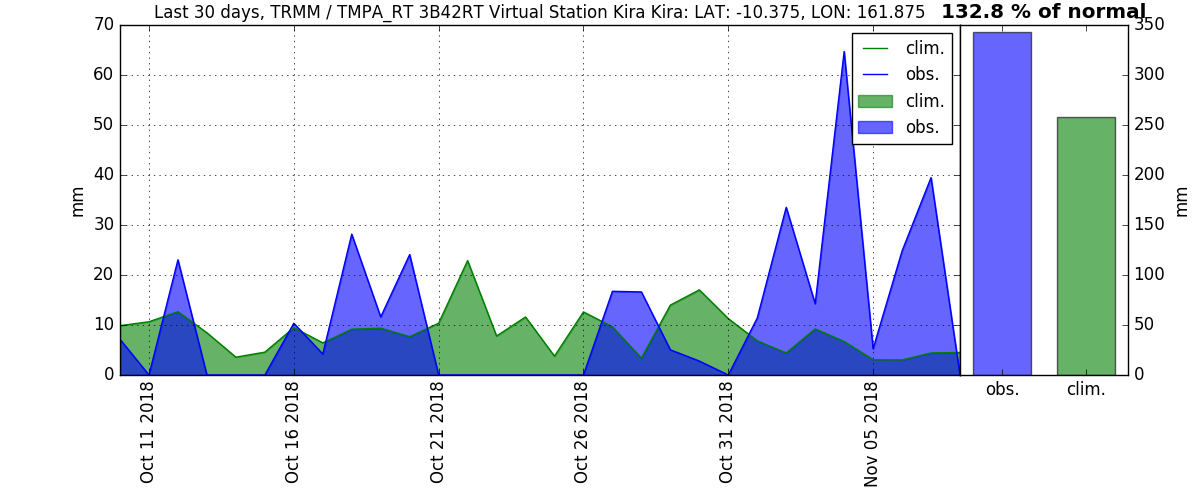 Last 30 days, TRMM / TMPA_RT 3B42RT Virtual Station Kira Kira: LAT: -10.375, LON: 161.875 132.8 % of normal
70
60
50
40
30
20
10
0
mm
clim.
obs.
clim.
obs.
350
300
250
200
150
100
50
0
mm
obs.
clim.
Oct 11 2018
Oct 16 2018
Oct 21 2018
Oct 26 2018
Oct 31 2018
Nov 05 2018